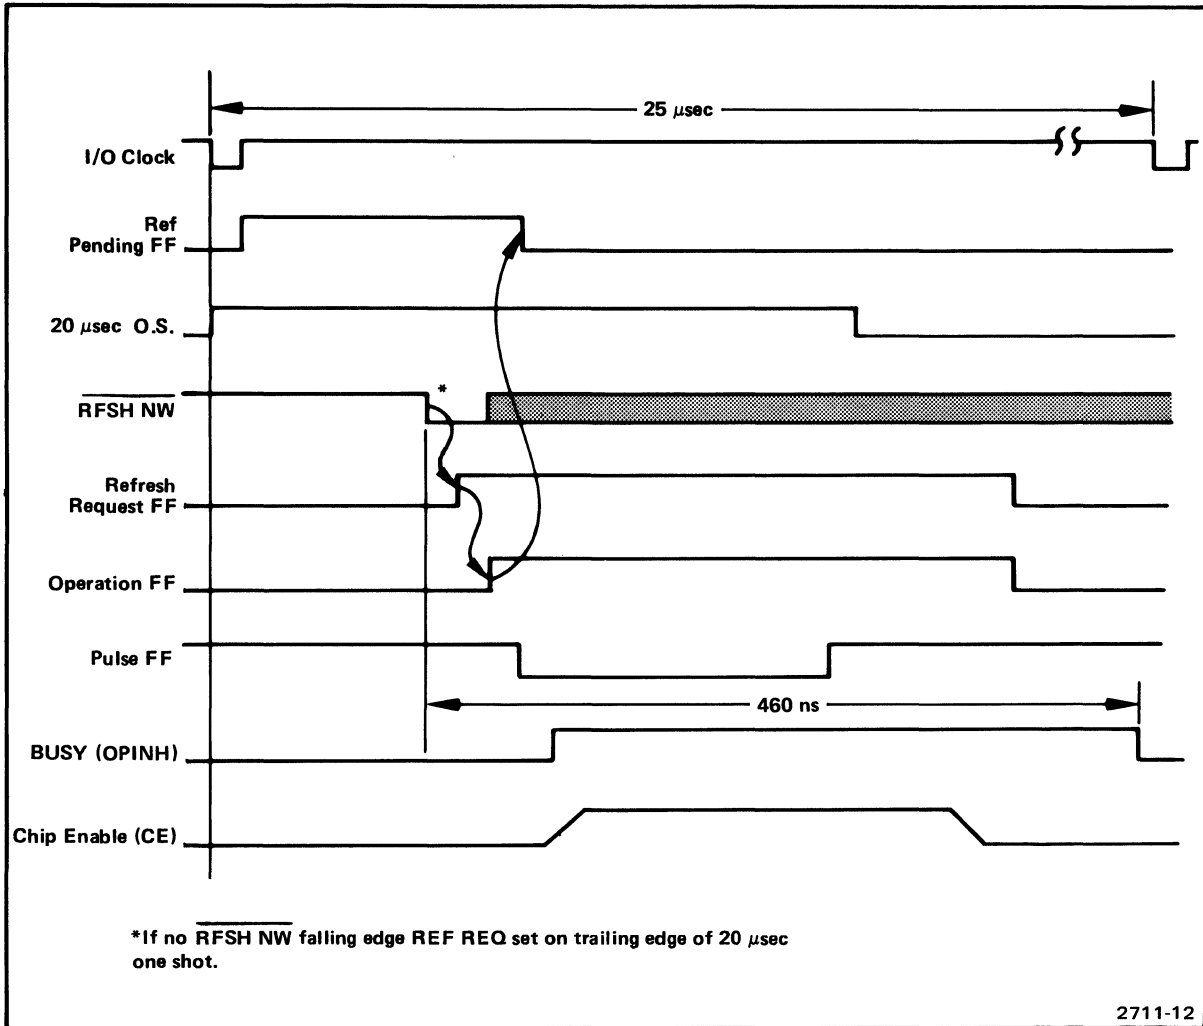 25 μsec
I/O Clock
Ref
Pending FF
20 μsec O.S.
RFSH NW
*
Refresh
Request FF
Operation FF
Pulse FF
460 ns
BUSY (OPINH)
Chip Enable (CE)
*If no RFSH NW falling edge REF REQ set on trailing edge of 20 μsec
one shot.
2711-12